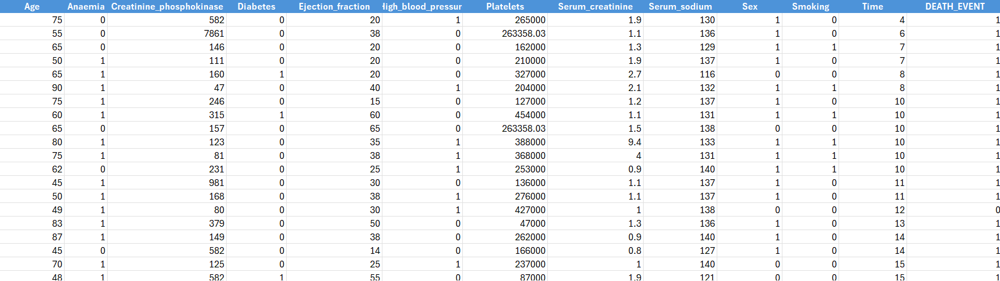 Age Anaemia Creatinine_phosphokinase Diabetes Ejection_fraction High_blood_pressur Platelets Serum_creatinine Serum_sodium Sex Smoking Time DEATH_EVENT
75 0 582 0 20 1 265000 1.9 130 1 0 4 1
55 0 7861 0 38 0 263358.03 1.1 136 1 0 6 1
65 0 146 0 20 0 162000 1.3 129 1 1 7 1
50 1 111 0 20 0 210000 1.9 137 1 0 7 1
65 1 160 1 20 0 327000 2.7 116 0 0 8 1
90 1 47 0 40 1 204000 2.1 132 1 1 8 1
75 1 246 0 15 0 127000 1.2 137 1 0 10 1
60 1 315 1 60 0 454000 1.1 131 1 1 10 1
65 0 157 0 65 0 263358.03 1.5 138 0 0 10 1
80 1 123 0 35 1 388000 9.4 133 1 1 10 1
75 1 81 0 38 1 368000 4 131 1 1 10 1
62 0 231 0 25 1 253000 0.9 140 1 1 10 1
45 1 981 0 30 0 136000 1.1 137 1 0 11 1
50 1 168 0 38 1 276000 1.1 137 1 0 11 1
49 1 80 0 30 1 427000 1 138 0 0 12 0
83 1 379 0 50 0 47000 1.3 136 1 0 13 1
87 1 149 0 38 0 262000 0.9 140 1 0 14 1
45 0 582 0 14 0 166000 0.8 127 1 0 14 1
70 1 125 0 25 1 237000 1 140 0 0 15 1
48 1 582 1 55 0 87000 1.9 121 0 0 15 1